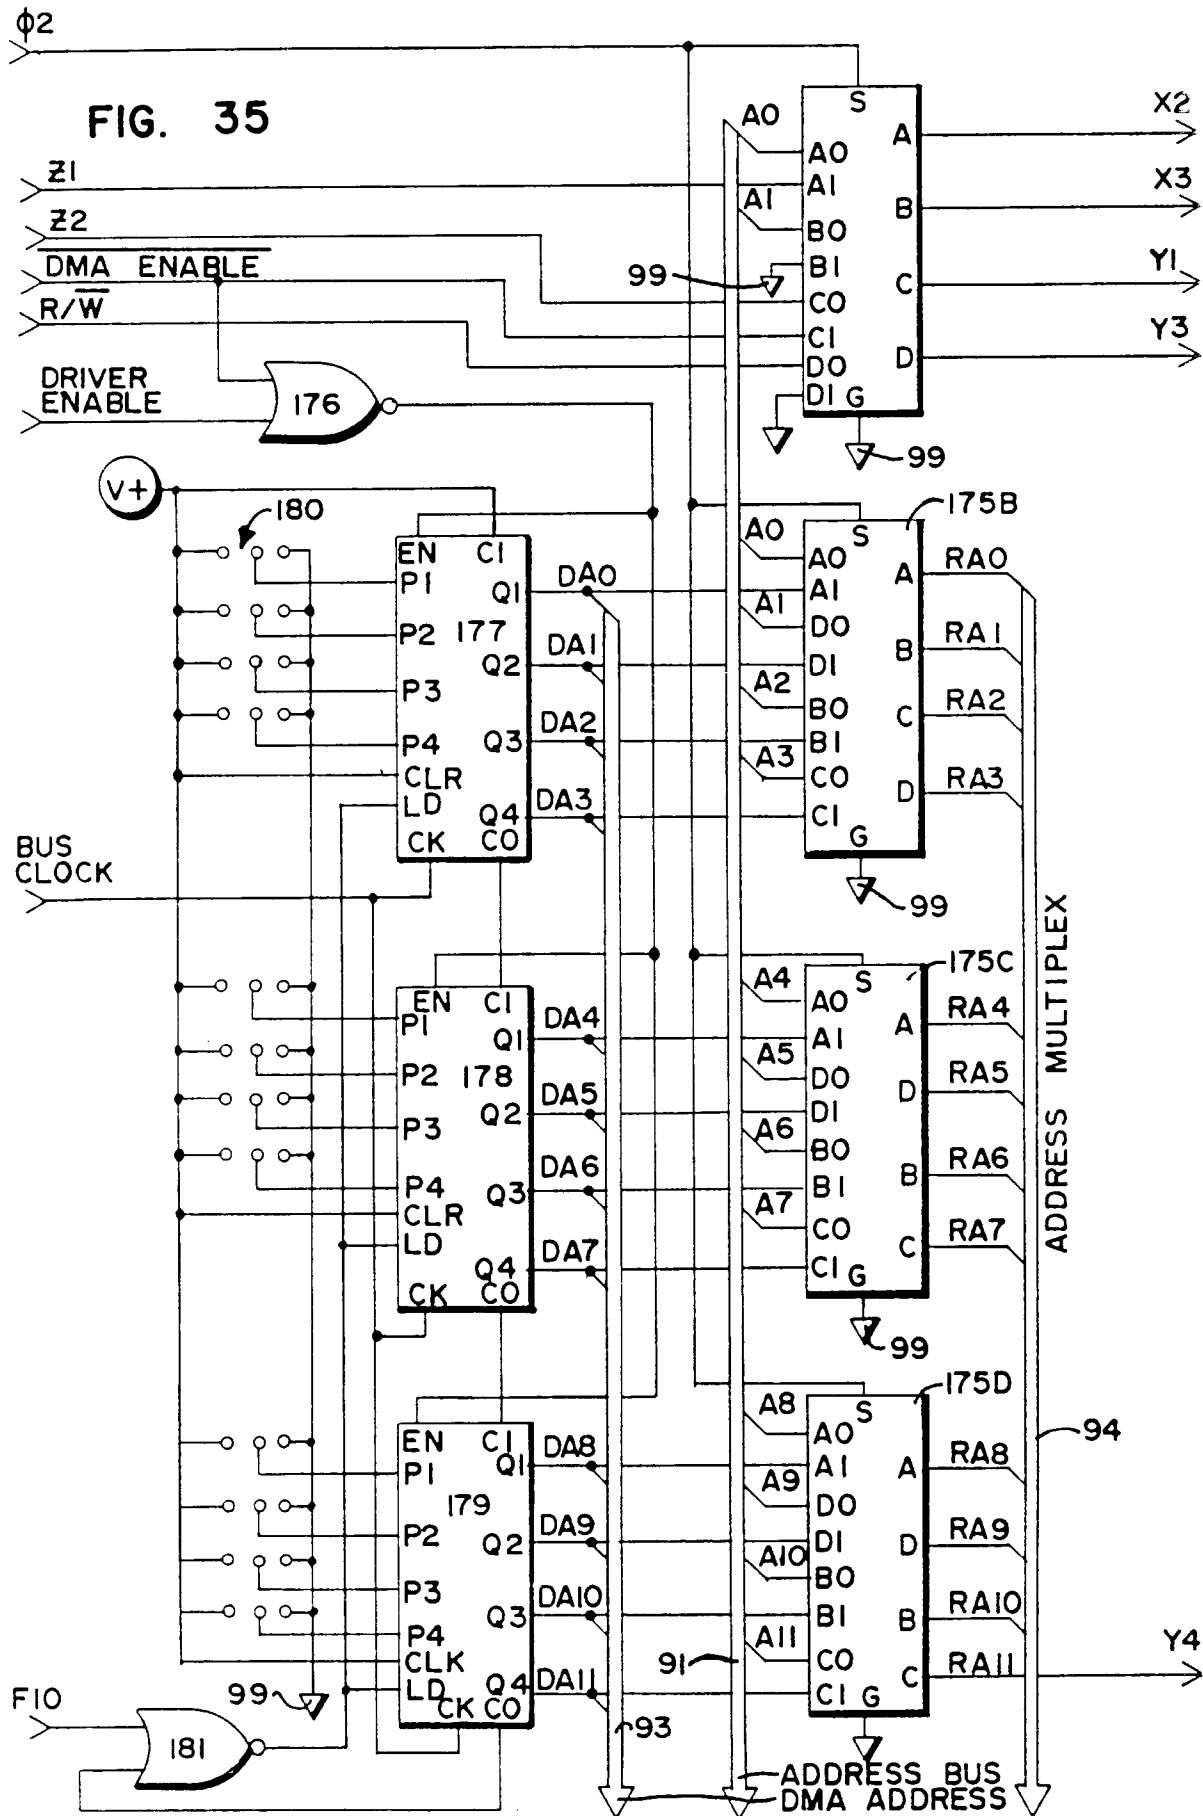 ϕ2
FIG. 35
Z1
Z2
DMA ENABLE
R/W
DRIVER
ENABLE
176
A0
A1
99
S
A0
A1
B0
B1
C0
C1
D0
D1 G
A
B
C
D
X2
X3
Y1
Y3
99
V+
180
EN C1
P1
P2 177
P3
P4
CLR
LD
CK CO
Q1
Q2
Q3
Q4
DA0
DA1
DA2
DA3
A0
A1
A2
A3
175B
S
A0
A1
D0
D1
B0
B1
C0
C1
G
A
B
C
D
RA0
RA1
RA2
RA3
99
BUS
CLOCK
EN C1
P1
P2 178
P3
P4
CLR
LD
CK CO
Q1
Q2
Q3
Q4
DA4
DA5
DA6
DA7
A4
A5
A6
A7
175C
S
A0
A1
D0
D1
B0
B1
C0
C1 G
A
D
B
C
RA4
RA5
RA6
RA7
99
ADDRESS MULTIPLEX
94
EN C1
P1
179
P2
P3
P4
CLK
LD
CK CO
Q1
Q2
Q3
Q4
DA8
DA9
DA10
DA11
A8
A9
A10
A11
175D
S
A0
A1
D0
D1
B0
B1
C0
C1 G
A
D
B
C
RA8
RA9
RA10
RA11
Y4
F10
181
99
91
93
ADDRESS BUS
DMA ADDRESS